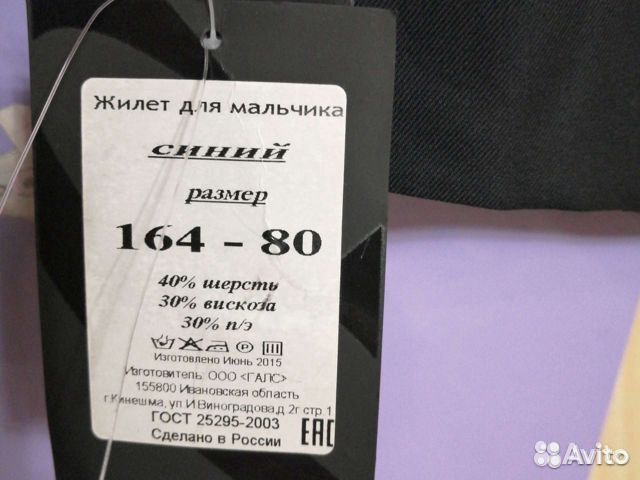 Жилет для мальчика
синий
размер
164 - 80
40% шерсть
30% вискоза
30% п/э
Изготовлено Июнь 2015
Изготовитель: ООО <ГАЛС>
155800 Ивановская область
г.Кинешма, ул И.Виноградова,д 2г стр.1
ГОСТ 25295-2003
Сделано в России
EAC
Avito